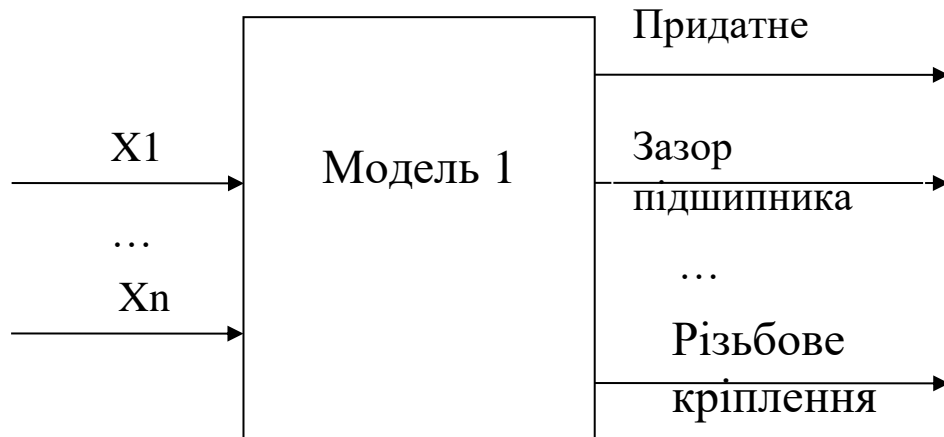 Придатне
X1
Модель 1
Зазор
підшипника
…
…
Xn
Різьбове
кріплення